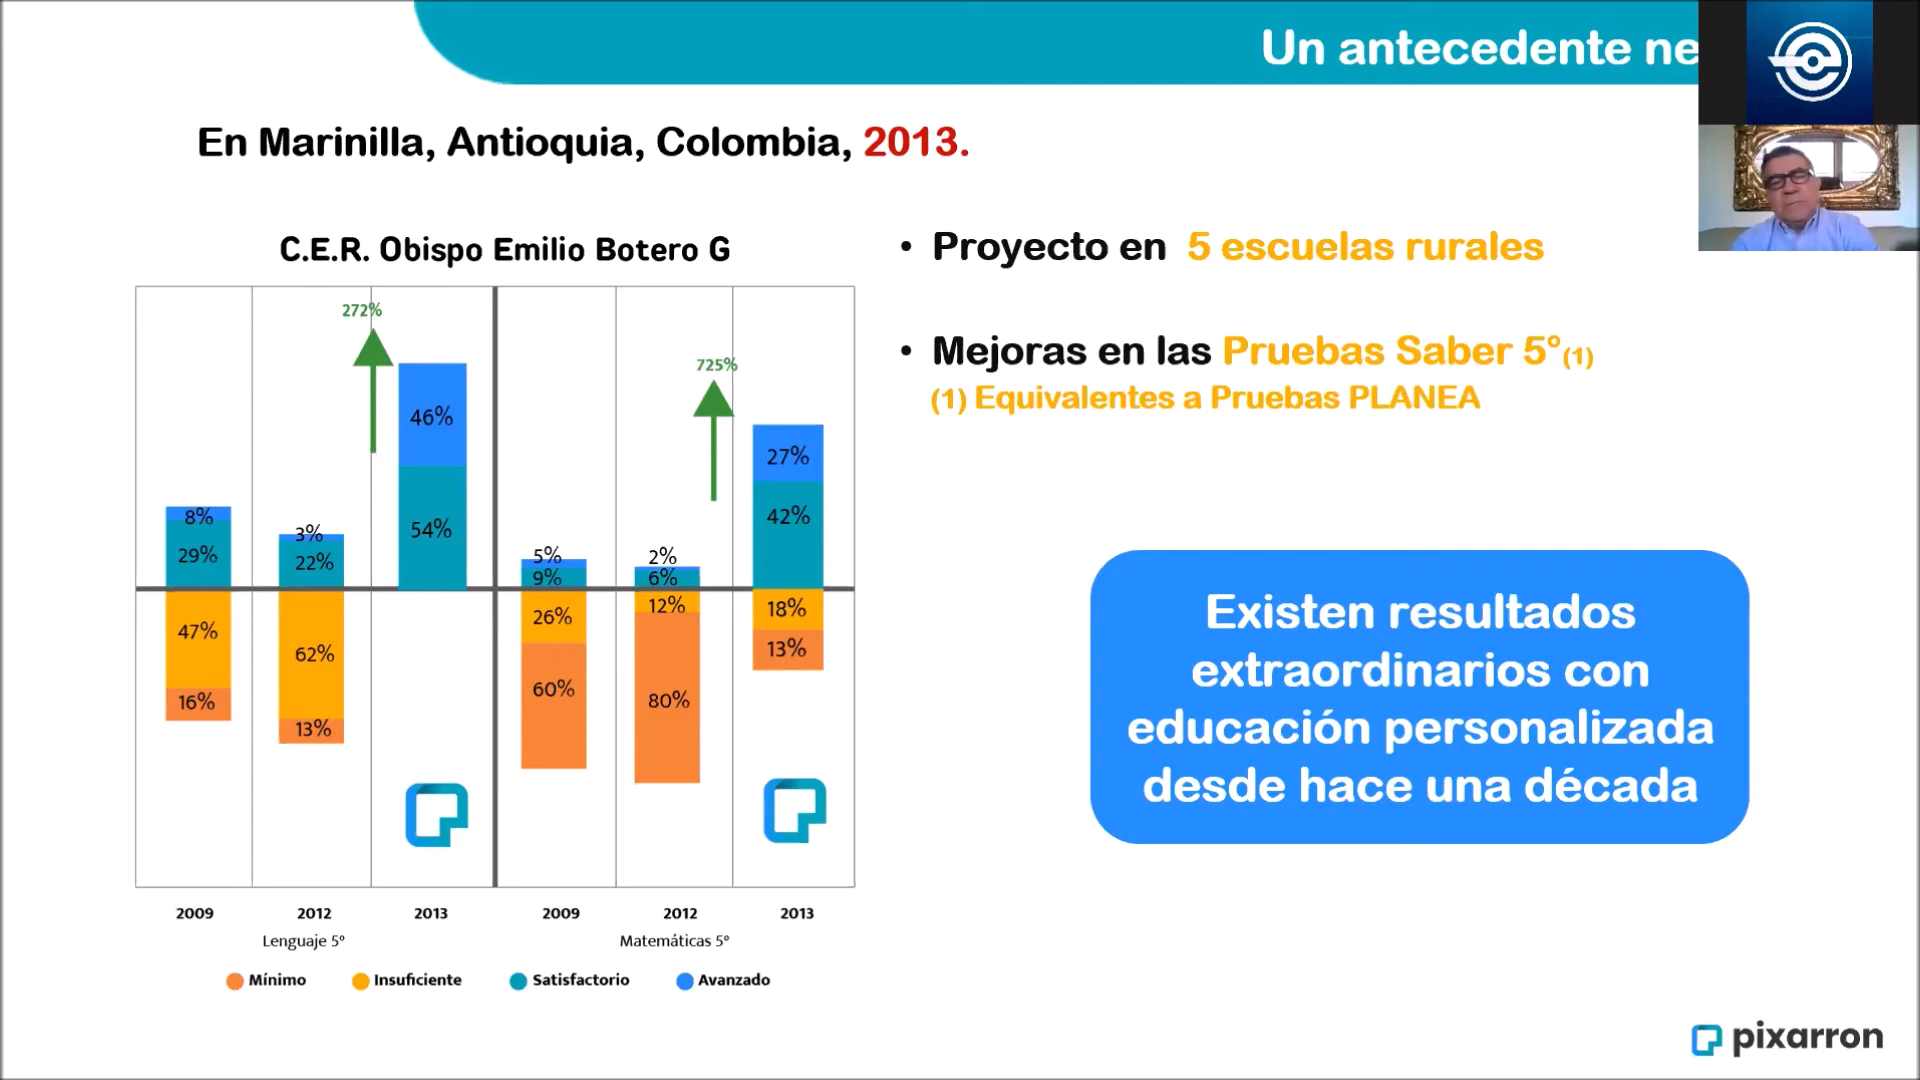 Un antecedente ne
En Marinilla, Antioquia, Colombia, 2013.
C.E.R. Obispo Emilio Botero G
272%
725%
46%
54%
8%
29%
47%
16%
3%
22%
62%
13%
5%
9%
26%
60%
2%
6%
12%
80%
27%
42%
18%
13%
2009 2012 2013 2009 2012 2013
Lenguaje 5° Matemáticas 5°
Mínimo Insuficiente Satisfactorio Avanzado
• Proyecto en 5 escuelas rurales
• Mejoras en las Pruebas Saber 5°(1)
(1) Equivalentes a Pruebas PLANEA
Existen resultados
extraordinarios con
educación personalizada
desde hace una década
pixarron